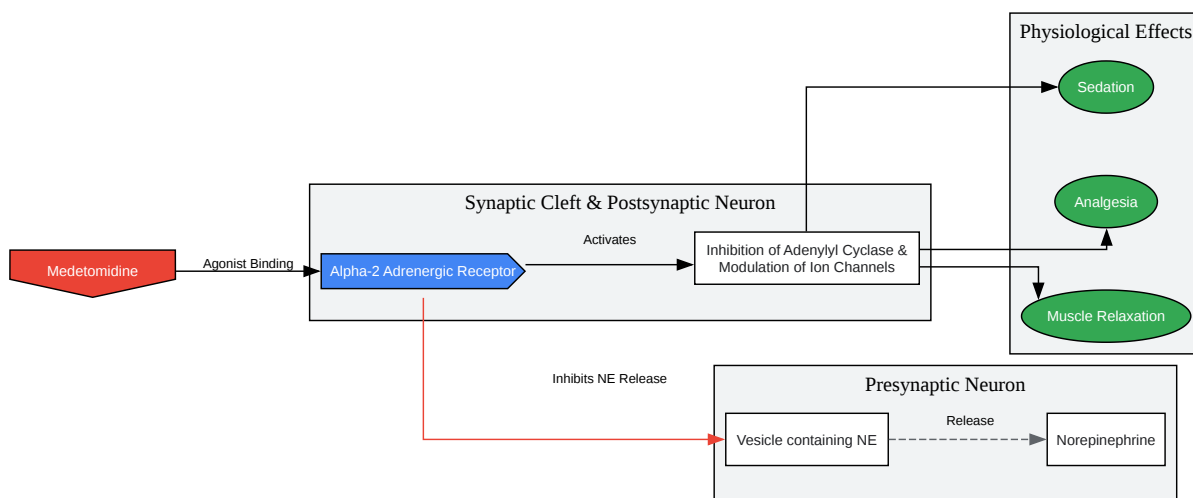 Physiological Effects
Sedation
Analgesia
Muscle Relaxation
Synaptic Cleft & Postsynaptic Neuron
Medetomidine
Agonist Binding
Alpha-2 Adrenergic Receptor
Activates
Inhibition of Adenylyl Cyclase &
Modulation of Ion Channels
Inhibits NE Release
Presynaptic Neuron
Vesicle containing NE
Release
Norepinephrine